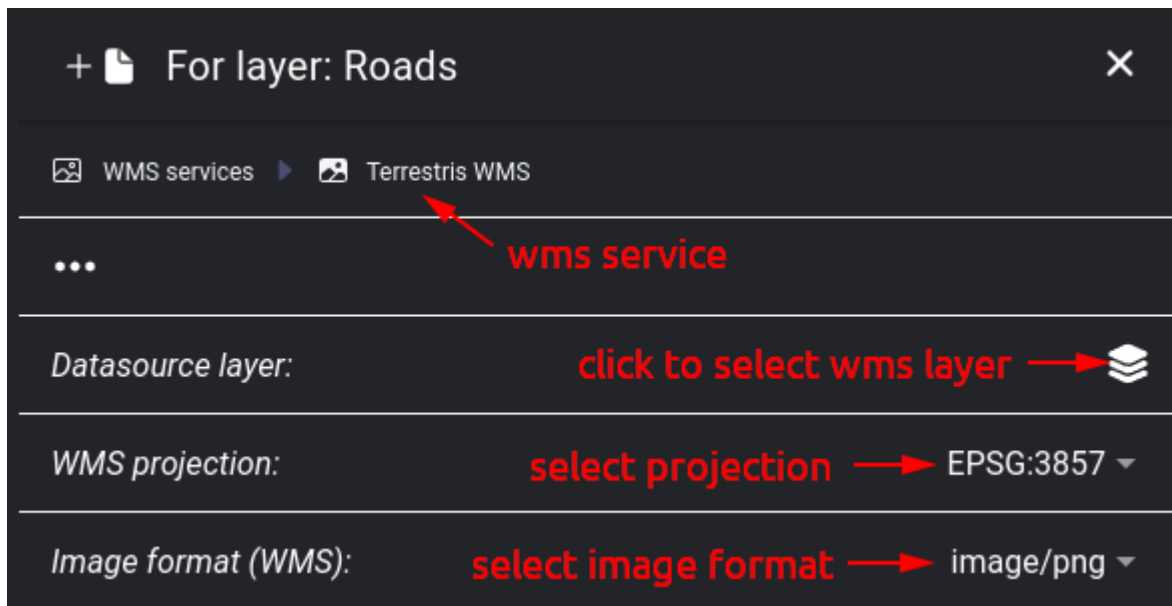 + For layer: Roads ×
WMS services Terrestris WMS
wms service
•••
Datasource layer: click to select wms layer
WMS projection: select projection EPSG:3857
Image format (WMS): select image format image/png